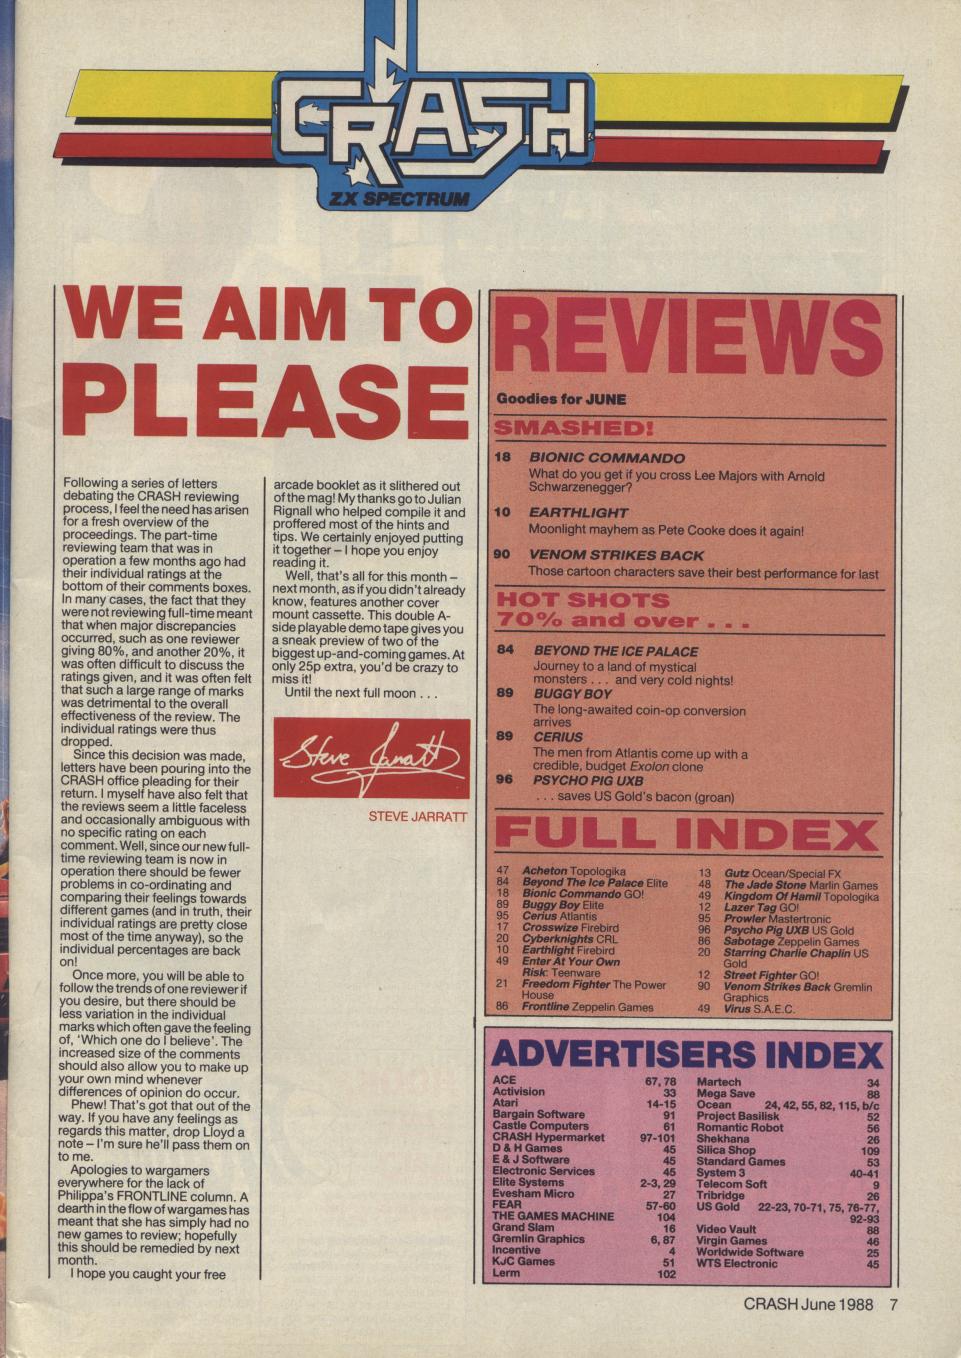 CRASH
ZX SPECTRUM
WE AIM TO
PLEASE
Following a series of letters
debating the CRASH reviewing
process, I feel the need has arisen
for a fresh overview of the
proceedings. The part-time
reviewing team that was in
operation a few months ago had
their individual ratings at the
bottom of their comments boxes.
In many cases, the fact that they
were not reviewing full-time meant
that when major discrepancies
occurred, such as one reviewer
giving 80%, and another 20%, it
was often difficult to discuss the
ratings given, and it was often felt
that such a large range of marks
was detrimental to the overall
effectiveness of the review. The
individual ratings were thus
dropped.
Since this decision was made,
letters have been pouring into the
CRASH office pleading for their
return. I myself have also felt that
the reviews seem a little faceless
and occasionally ambiguous with
no specific rating on each
comment. Well, since our new full-
time reviewing team is now in
operation there should be fewer
problems in co-ordinating and
comparing their feelings towards
different games (and in truth, their
individual ratings are pretty close
most of the time anyway), so the
individual percentages are back
on!
Once more, you will be able to
follow the trends of one reviewer if
you desire, but there should be
less variation in the individual
marks which often gave the feeling
of, 'Which one do I believe'. The
increased size of the comments
should also allow you to make up
your own mind whenever
differences of opinion do occur.
Phew! That's got that out of the
way. If you have any feelings as
regards this matter, drop Lloyd a
note – I'm sure he'll pass them on
to me.
Apologies to wargamers
everywhere for the lack of
Philippa's FRONTLINE column. A
dearth in the flow of wargames has
meant that she has simply had no
new games to review; hopefully
this should be remedied by next
month.
I hope you caught your free
arcade booklet as it slithered out
of the mag! My thanks go to Julian
Rignall who helped compile it and
proffered most of the hints and
tips. We certainly enjoyed putting
it together – I hope you enjoy
reading it.
Well, that's all for this month –
next month, as if you didn't already
know, features another cover
mount cassette. This double A-
side playable demo tape gives you
a sneak preview of two of the
biggest up-and-coming games. At
only 25p extra, you'd be crazy to
miss it!
Until the next full moon . . .
Steve Jarratt
STEVE JARRATT
REVIEWS
Goodies for JUNE
SMASHED!
18 BIONIC COMMANDO
What do you get if you cross Lee Majors with Arnold
Schwarzenegger?
10 EARTHLIGHT
Moonlight mayhem as Pete Cooke does it again!
90 VENOM STRIKES BACK
Those cartoon characters save their best performance for last
HOT SHOTS
70% and over . . .
84 BEYOND THE ICE PALACE
Journey to a land of mystical
monsters . . . and very cold nights!
89 BUGGY BOY
The long-awaited coin-op conversion
arrives
89 CERIUS
The men from Atlantis come up with a
credible, budget Exolon clone
96 PSYCHO PIG UXB
. . . saves US Gold's bacon (groan)
FULL INDEX
47 Acheton Topologika
84 Beyond The Ice Palace Elite
18 Bionic Commando GO!
89 Buggy Boy Elite
95 Cerius Atlantis
17 Crosswize Firebird
20 Cyberknights CRL
10 Earthlight Firebird
49 Enter At Your Own
Risk: Teenware
21 Freedom Fighter The Power
House
86 Frontline Zeppelin Games
13 Gutz Ocean/Special FX
48 The Jade Stone Marlin Games
49 Kingdom Of Hamil Topologika
12 Lazer Tag GO!
95 Prowler Mastertronic
96 Psycho Pig UXB US Gold
86 Sabotage Zeppelin Games
20 Starring Charlie Chaplin US
Gold
12 Street Fighter GO!
90 Venom Strikes Back Gremlin
Graphics
49 Virus S.A.E.C.
ADVERTISERS INDEX
ACE 67, 78
Activision 33
Atari 14-15
Bargain Software 91
Castle Computers 61
CRASH Hypermarket 97-101
D & H Games 45
E & J Software 45
Electronic Services 45
Elite Systems 2-3, 29
Evesham Micro 27
FEAR 57-60
THE GAMES MACHINE 104
Grand Slam 16
Gremlin Graphics 6, 87
Incentive 4
KJC Games 51
Lerm 102
Martech 34
Mega Save 88
Ocean 24, 42, 55, 82, 115, b/c
Project Basilisk 52
Romantic Robot 56
Shekhana 26
Silica Shop 109
Standard Games 53
System 3 40-41
Telecom Soft 9
Tribridge 26
US Gold 22-23, 70-71, 75, 76-77,
92-93
Video Vault 88
Virgin Games 46
Worldwide Software 25
WTS Electronic 45
CRASH June 1988 7